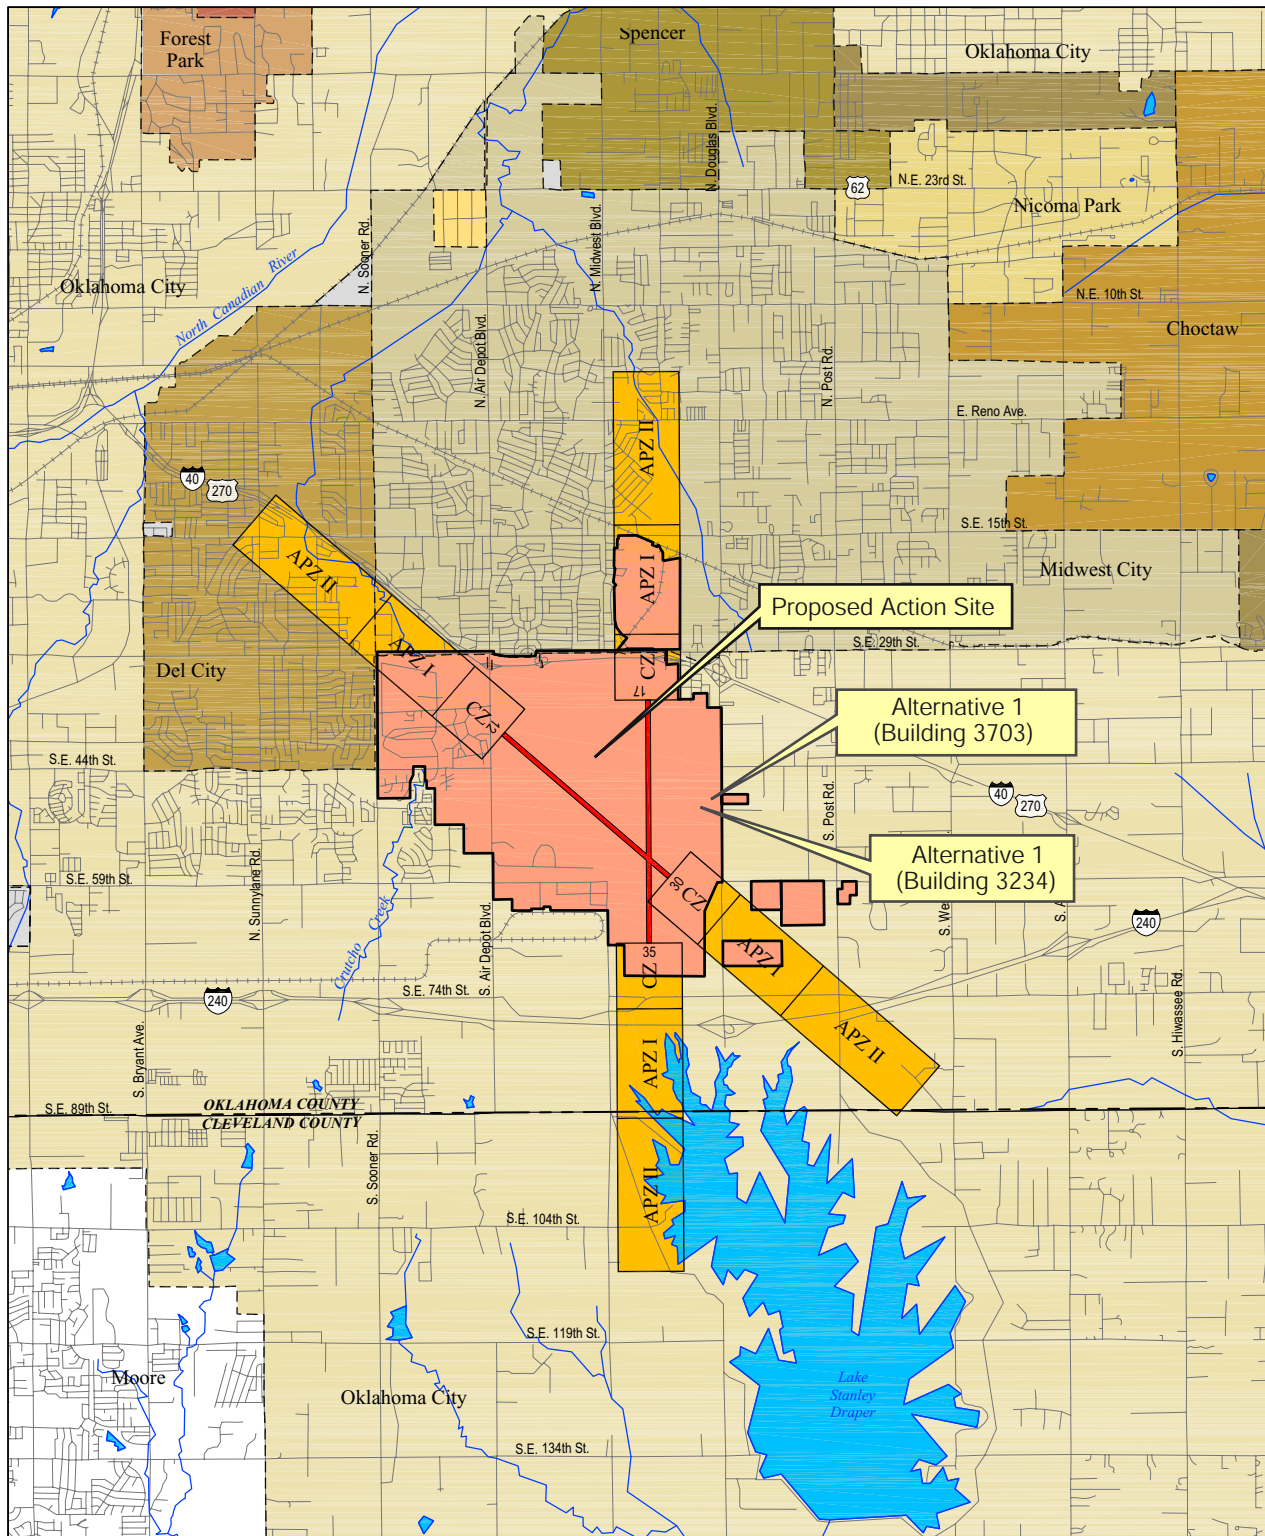 Forest
Park
Spencer
Oklahoma City
N. Douglas Blvd.
62
N.E. 23rd St.
Nicoma Park
N. Sooner Rd.
N. Midwest Blvd.
North Canadian River
Oklahoma City
N.E. 10th St.
Choctaw
N. Air Depot Blvd.
N. Post Rd.
E. Reno Ave.
APZ II
40
270
S.E. 15th St.
APZ II
APZ I
Midwest City
Proposed Action Site
S.E. 29th St.
Del City
APZ I
CZ
17
CZ
12
Alternative 1
(Building 3703)
S.E. 44th St.
40
270
S. Post Rd.
Alternative 1
(Building 3234)
S.E. 59th St.
N. Sunnylane Rd.
30
CZ
S. We
S. A
240
Crutcho Creek
S. Air Depot Blvd.
35
CZ
APZ I
S.E. 74th St.
240
APZ II
S. Hiwassee Rd.
S. Bryant Ave.
APZ I
S.E. 89th St.
OKLAHOMA COUNTY
CLEVELAND COUNTY
S. Sooner Rd.
APZ II
S.E. 104th St.
S.E. 119th St.
Moore
Oklahoma City
Lake
Stanley
Draper
S.E. 134th St.